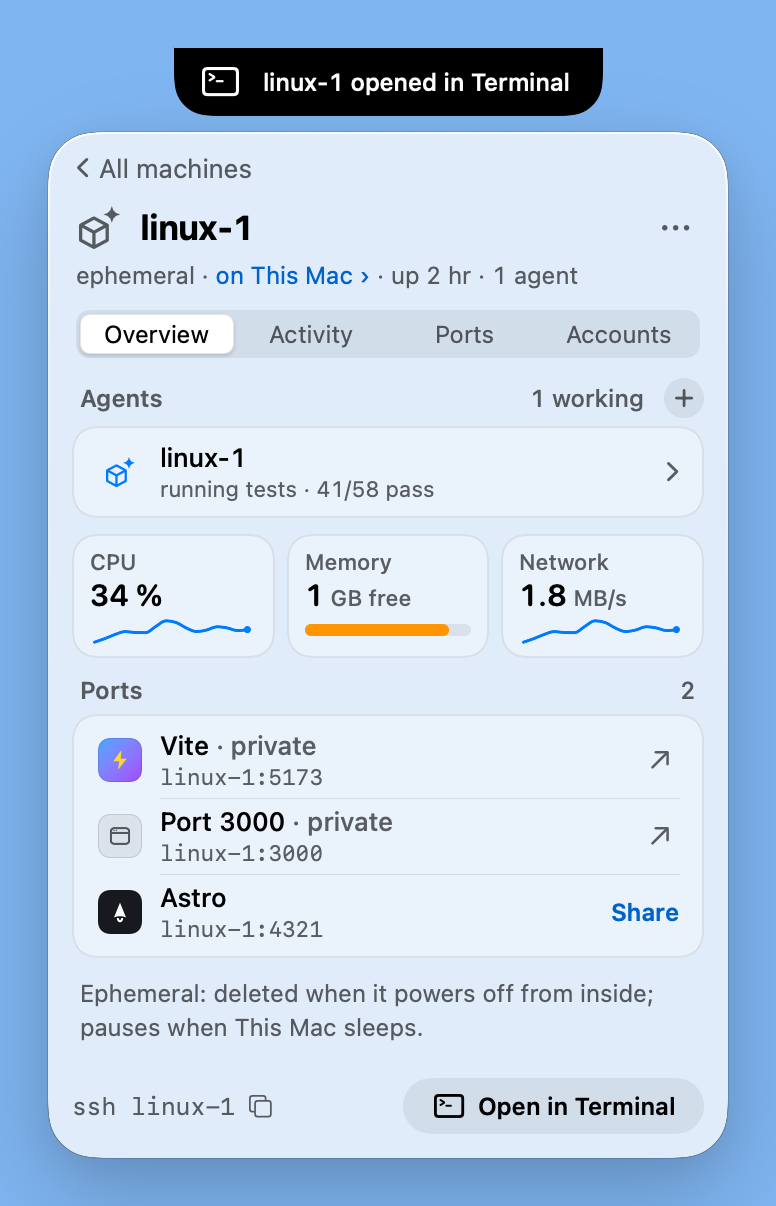 linux-1 opened in Terminal
All machines
linux-1
ephemeral · on This Mac › · up 2 hr · 1 agent
Overview Activity Ports Accounts
Agents 1 working
linux-1
running tests · 41/58 pass
CPU Memory Network
34 % 1 GB free 1.8 MB/s
Ports 2
Vite · private
linux-1:5173
Port 3000 · private
linux-1:3000
Astro
linux-1:4321
Share
Ephemeral: deleted when it powers off from inside;
pauses when This Mac sleeps.
ssh linux-1 Open in Terminal